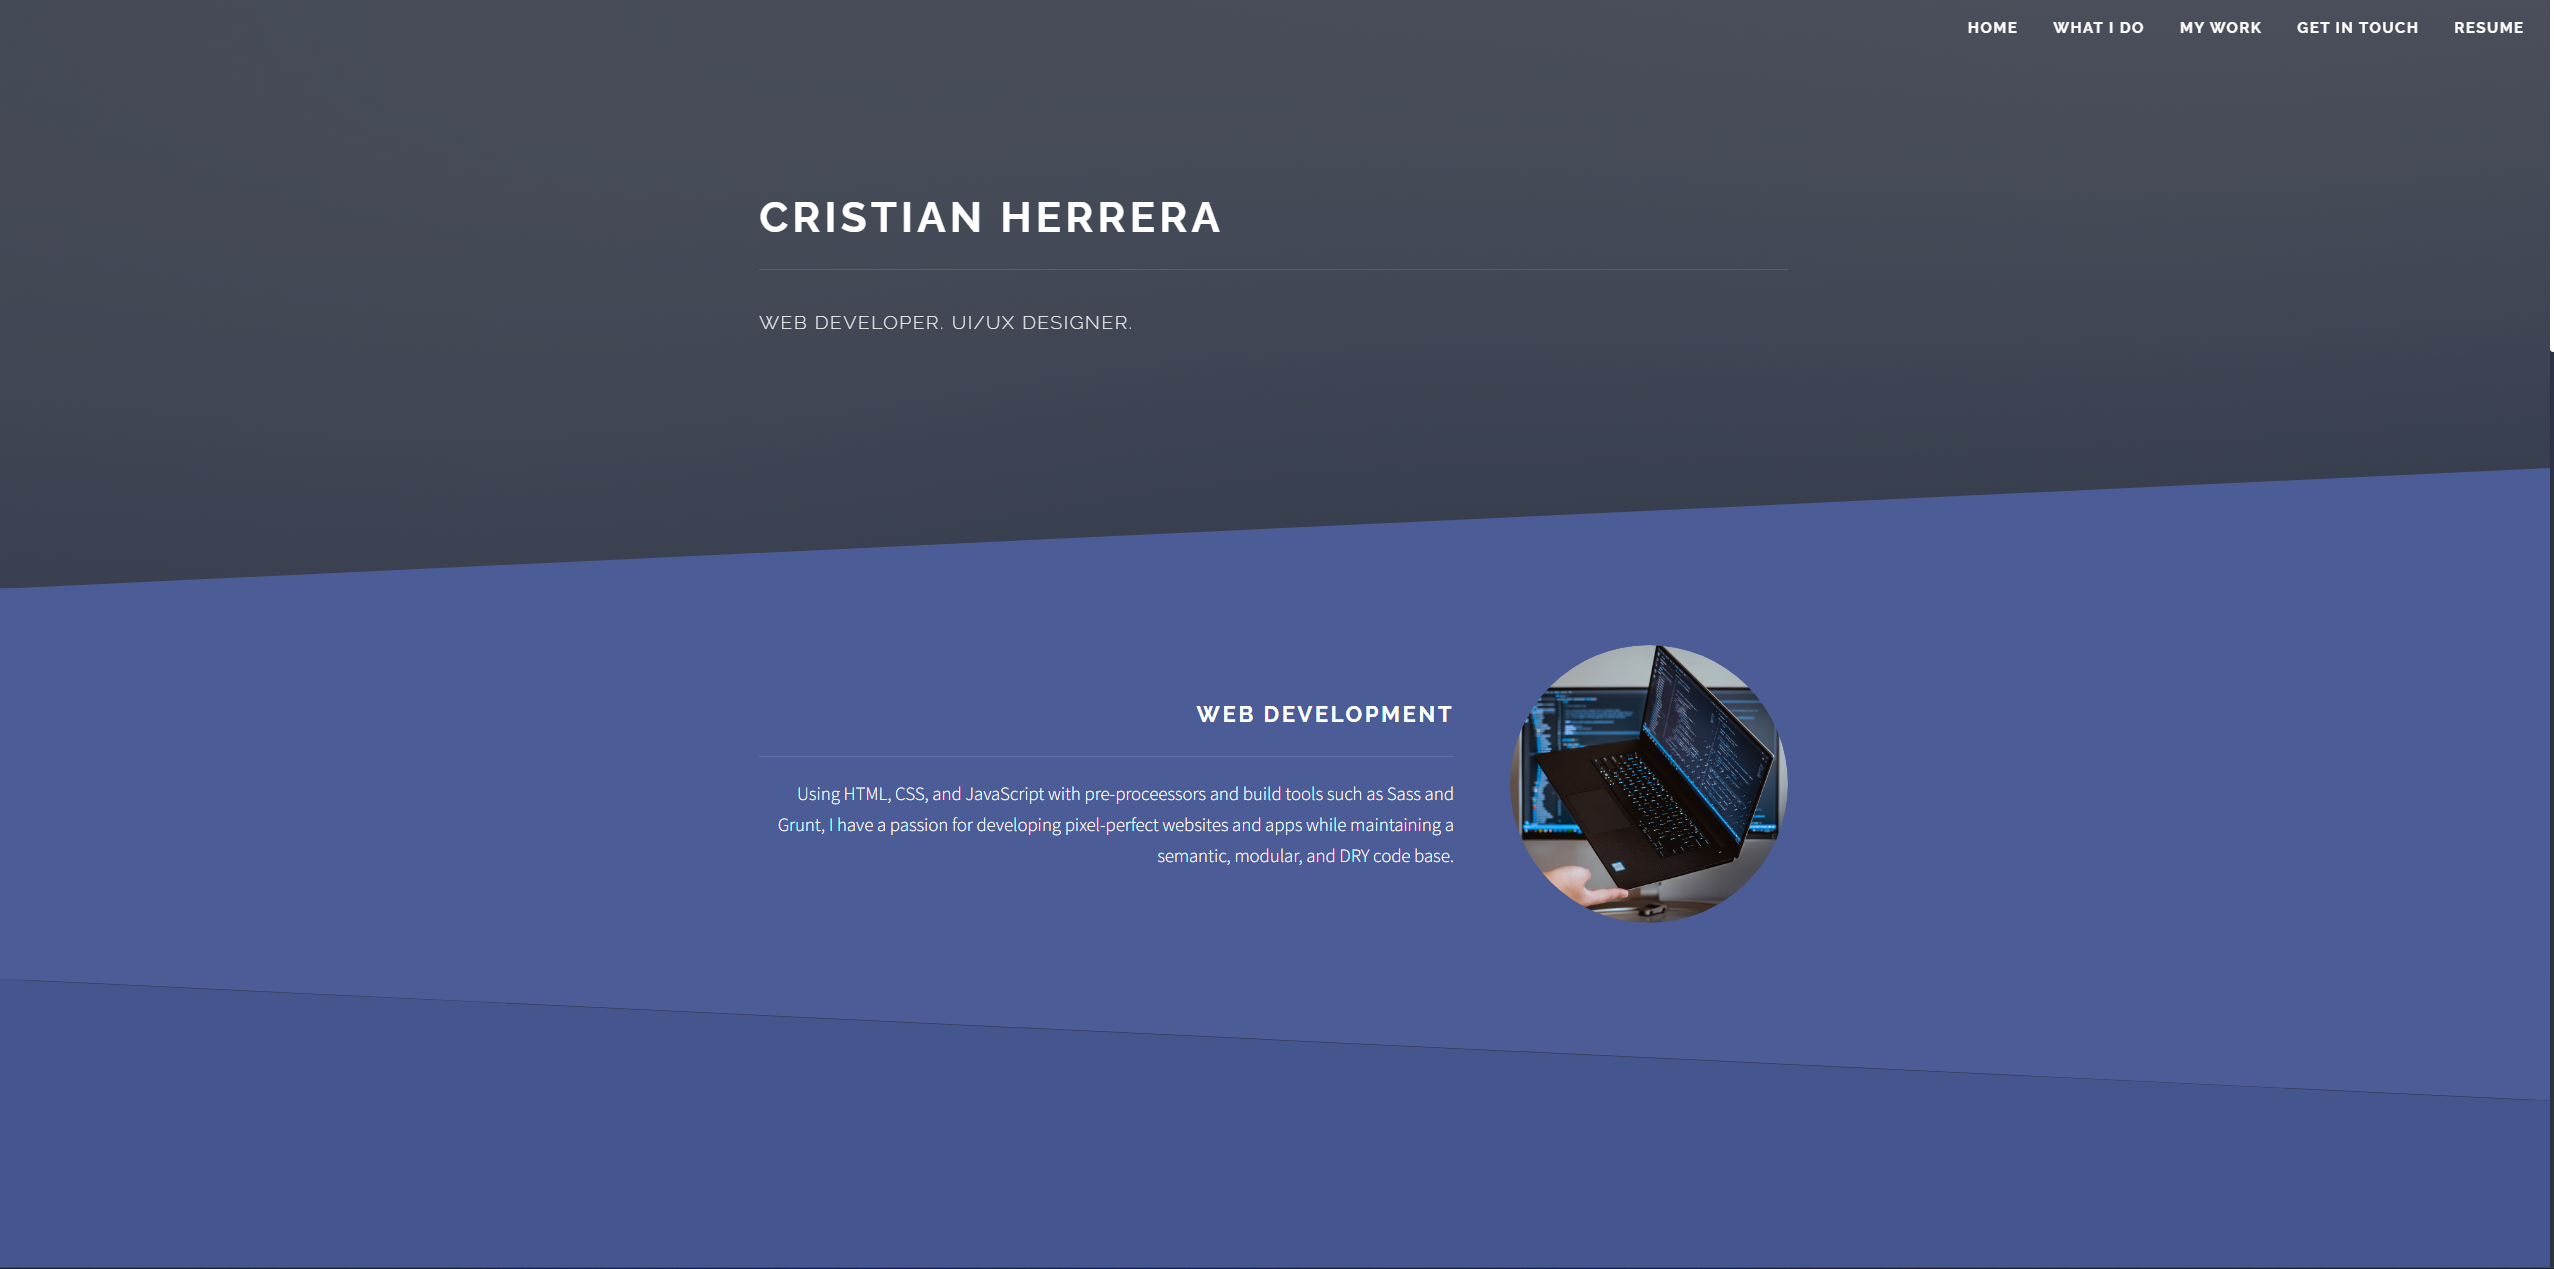 HOME WHAT I DO MY WORK GET IN TOUCH RESUME
CRISTIAN HERRERA
WEB DEVELOPER. UI/UX DESIGNER.
WEB DEVELOPMENT
Using HTML, CSS, and JavaScript with pre-proceessors and build tools such as Sass and
Grunt, I have a passion for developing pixel-perfect websites and apps while maintaining a
semantic, modular, and DRY code base.